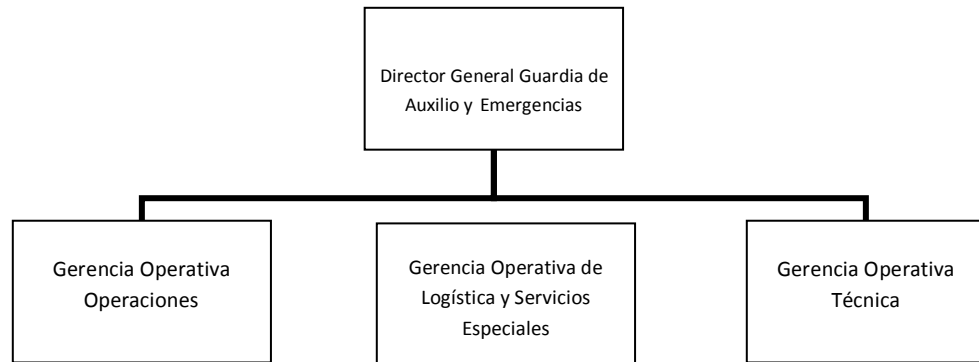 Director General Guardia de
Auxilio y Emergencias
Gerencia Operativa
Operaciones
Gerencia Operativa de
Logística y Servicios
Especiales
Gerencia Operativa
Técnica